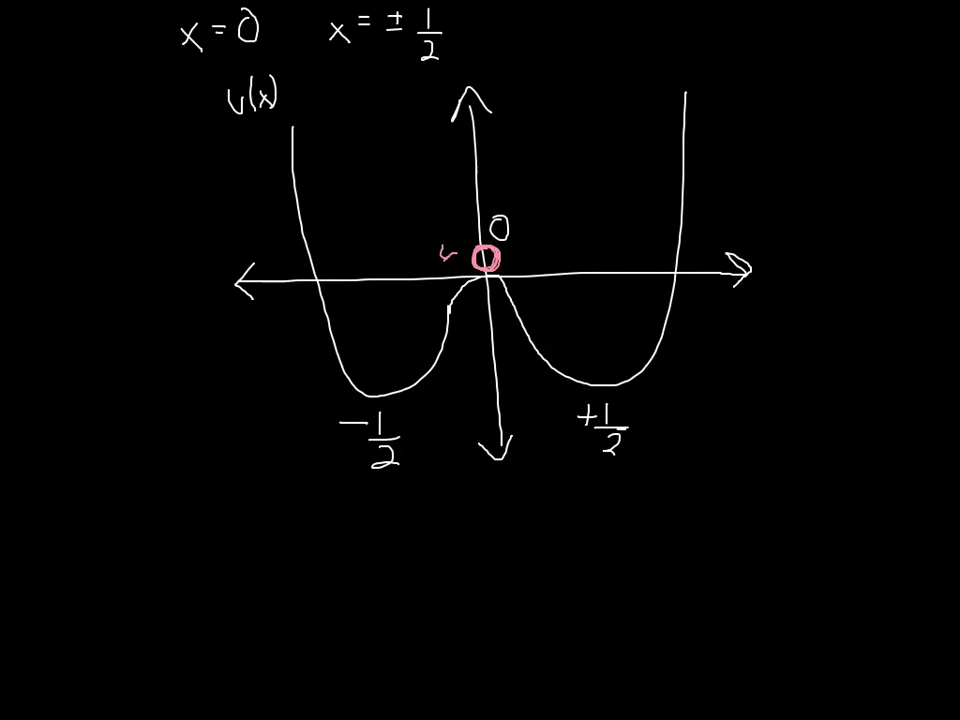 x = 0 x = ± 1/2
v(x)
0
v
- 1/2
+ 1/2